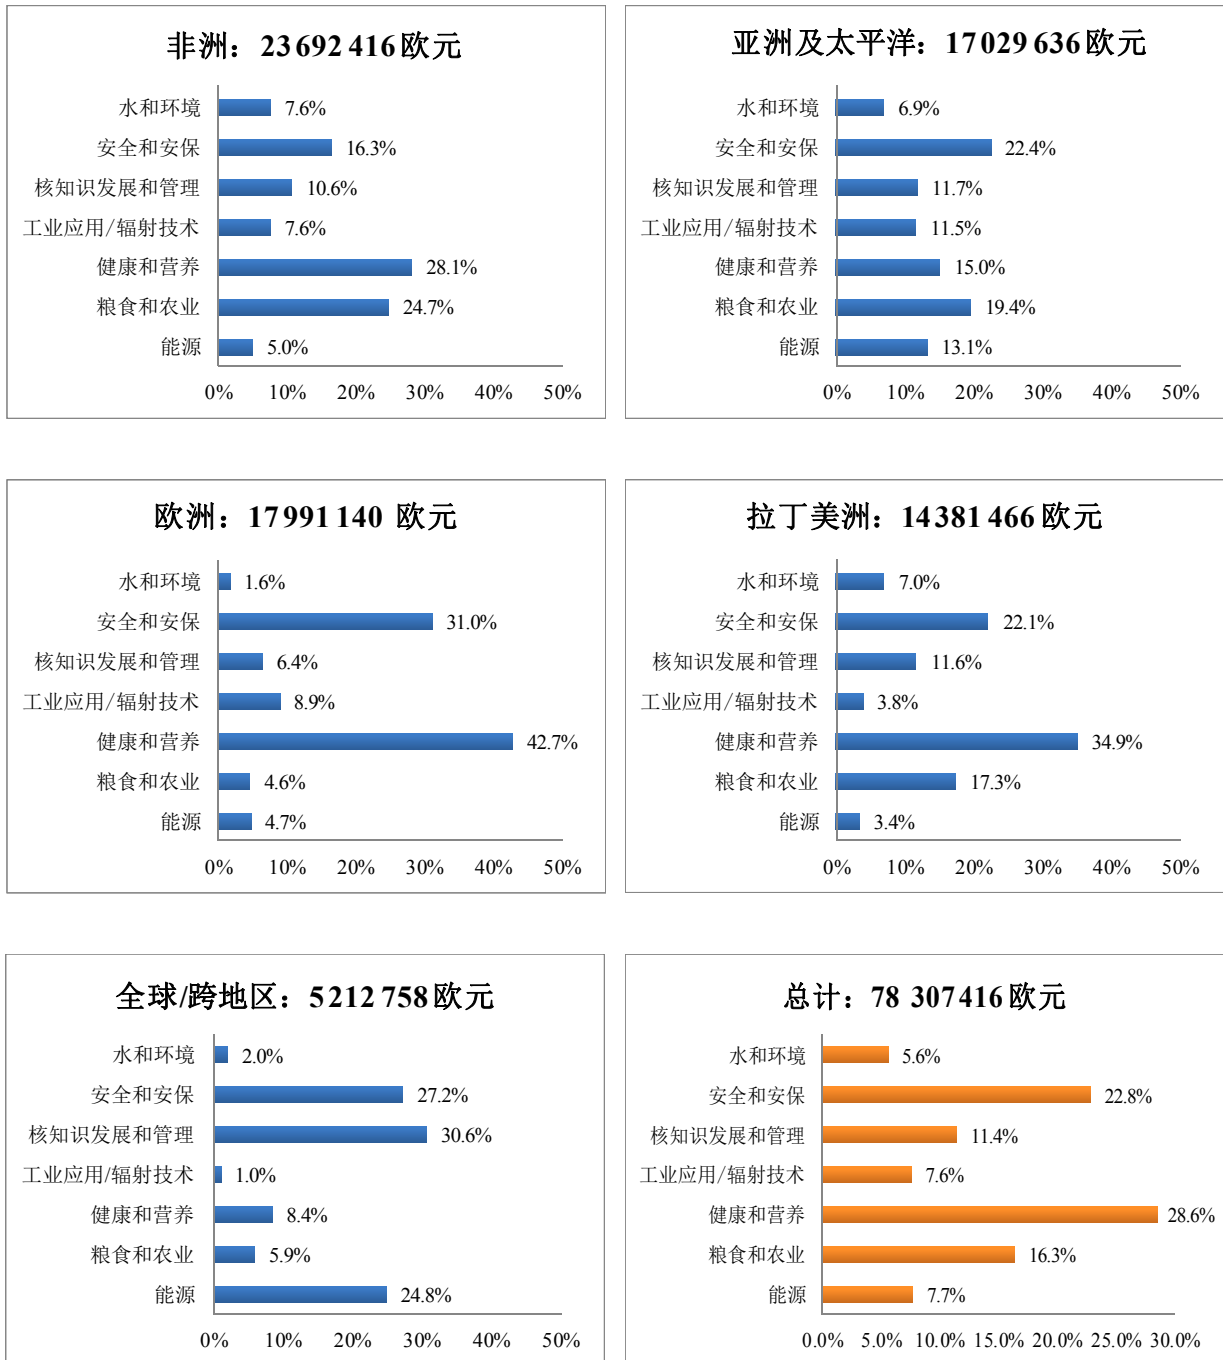 非洲：23 692 416 欧元
水和环境 7.6%
安全和安保 16.3%
核知识发展和管理 10.6%
工业应用/辐射技术 7.6%
健康和营养 28.1%
粮食和农业 24.7%
能源 5.0%
0% 10% 20% 30% 40% 50%
亚洲及太平洋：17 029 636 欧元
水和环境 6.9%
安全和安保 22.4%
核知识发展和管理 11.7%
工业应用/辐射技术 11.5%
健康和营养 15.0%
粮食和农业 19.4%
能源 13.1%
0% 10% 20% 30% 40% 50%
欧洲：17 991 140 欧元
水和环境 1.6%
安全和安保 31.0%
核知识发展和管理 6.4%
工业应用/辐射技术 8.9%
健康和营养 42.7%
粮食和农业 4.6%
能源 4.7%
0% 10% 20% 30% 40% 50%
拉丁美洲：14 381 466 欧元
水和环境 7.0%
安全和安保 22.1%
核知识发展和管理 11.6%
工业应用/辐射技术 3.8%
健康和营养 34.9%
粮食和农业 17.3%
能源 3.4%
0% 10% 20% 30% 40% 50%
全球/跨地区：5 212 758 欧元
水和环境 2.0%
安全和安保 27.2%
核知识发展和管理 30.6%
工业应用/辐射技术 1.0%
健康和营养 8.4%
粮食和农业 5.9%
能源 24.8%
0% 10% 20% 30% 40% 50%
总计：78 307 416 欧元
水和环境 5.6%
安全和安保 22.8%
核知识发展和管理 11.4%
工业应用/辐射技术 7.6%
健康和营养 28.6%
粮食和农业 16.3%
能源 7.7%
0.0% 5.0% 10.0% 15.0% 20.0% 25.0% 30.0%